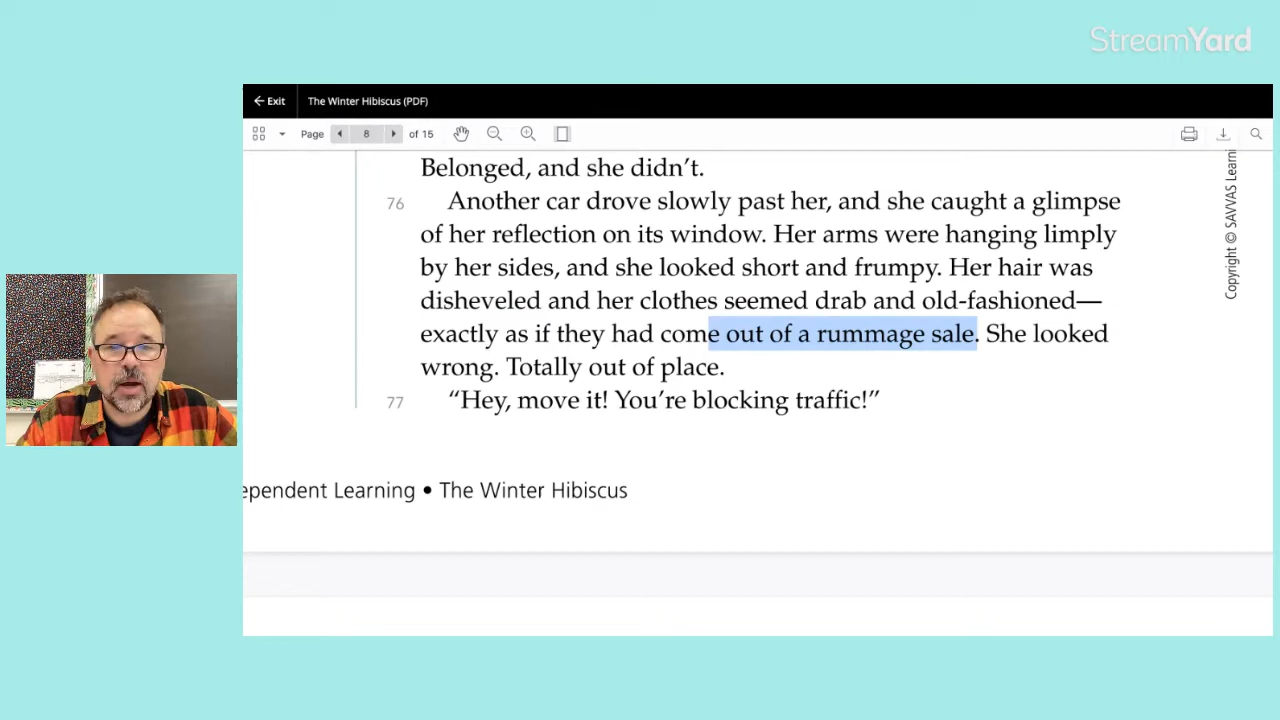 StreamYard
Exit The Winter Hibiscus (PDF)
Page 8 of 15
Belonged, and she didn’t.
76 Another car drove slowly past her, and she caught a glimpse
of her reflection on its window. Her arms were hanging limply
by her sides, and she looked short and frumpy. Her hair was
disheveled and her clothes seemed drab and old-fashioned—
exactly as if they had come out of a rummage sale. She looked
wrong. Totally out of place.
77 “Hey, move it! You’re blocking traffic!”
ependent Learning • The Winter Hibiscus
Copyright © SAVVAS Learni